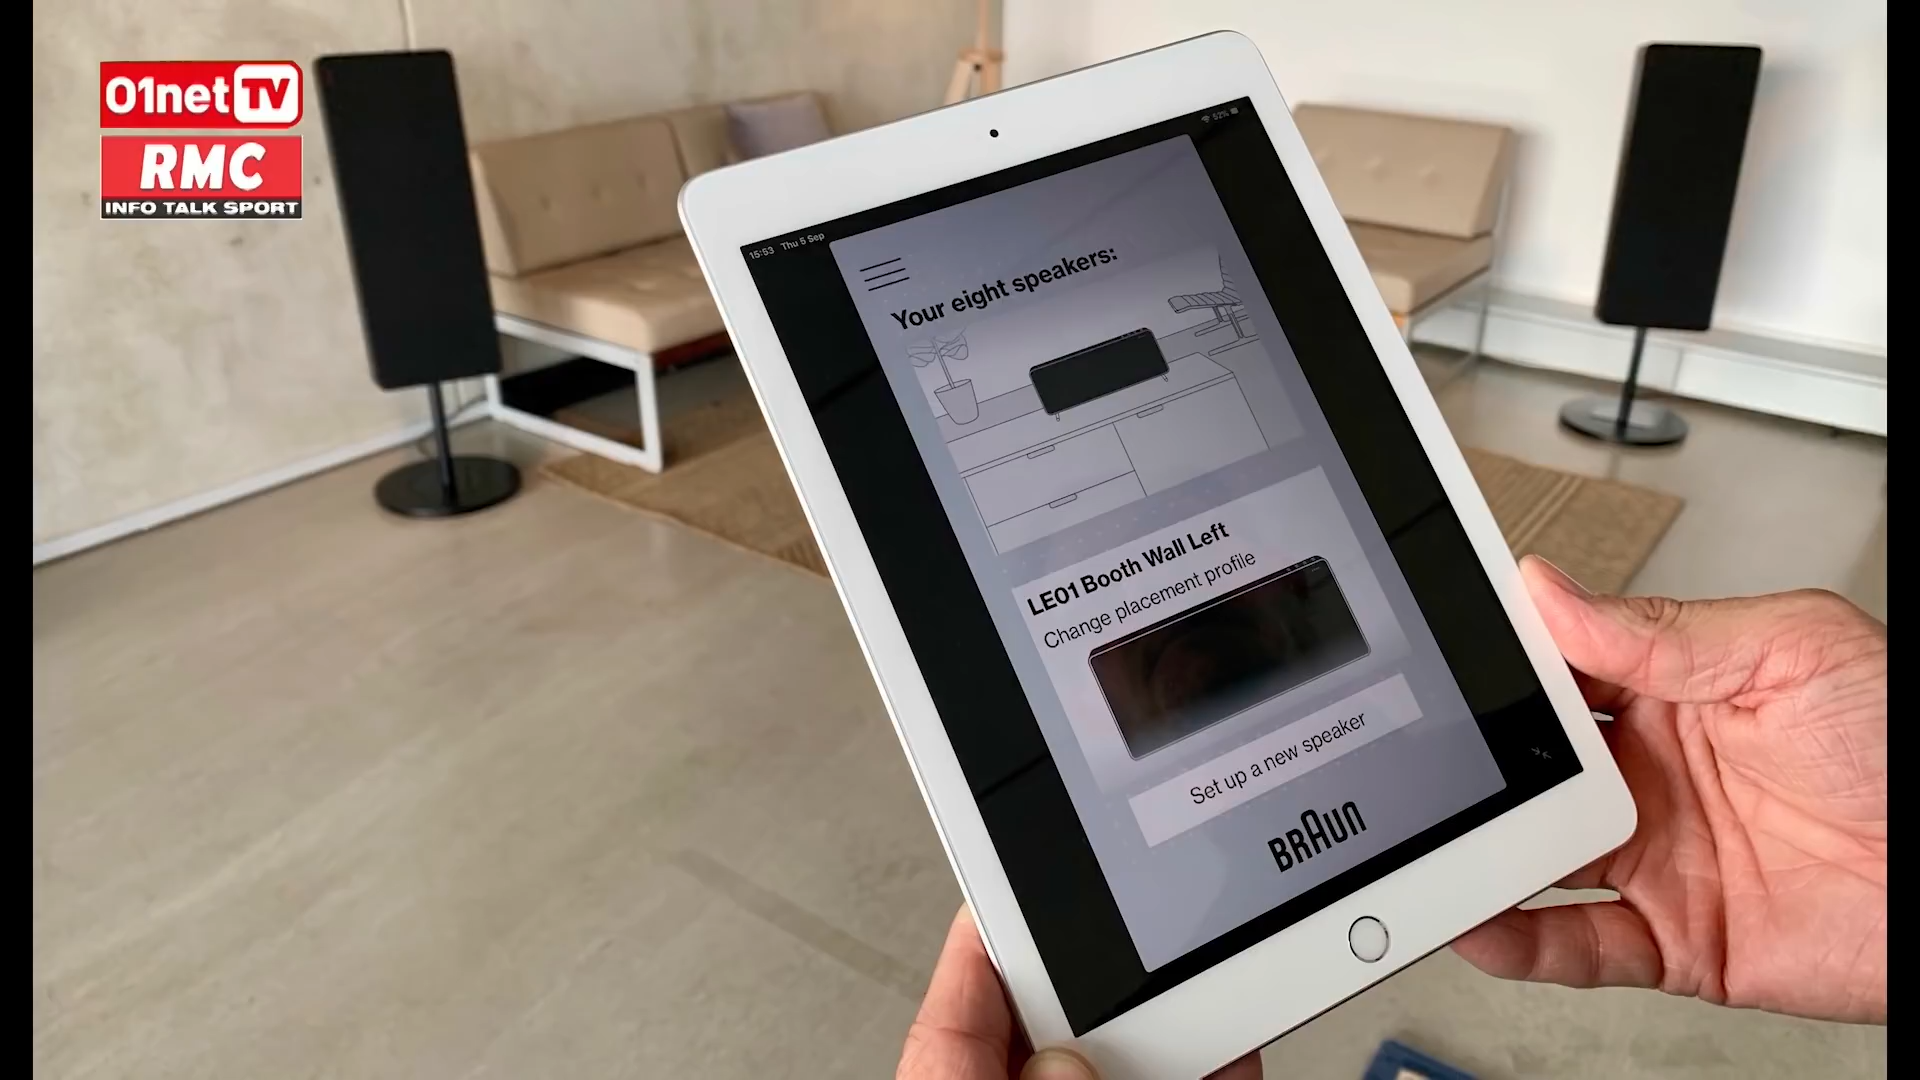 01net TV
RMC
INFO TALK SPORT
15:53 Thu 5 Sep
52%
Your eight speakers:
LE01 Booth Wall Left
Change placement profile
Set up a new speaker
BRAUN